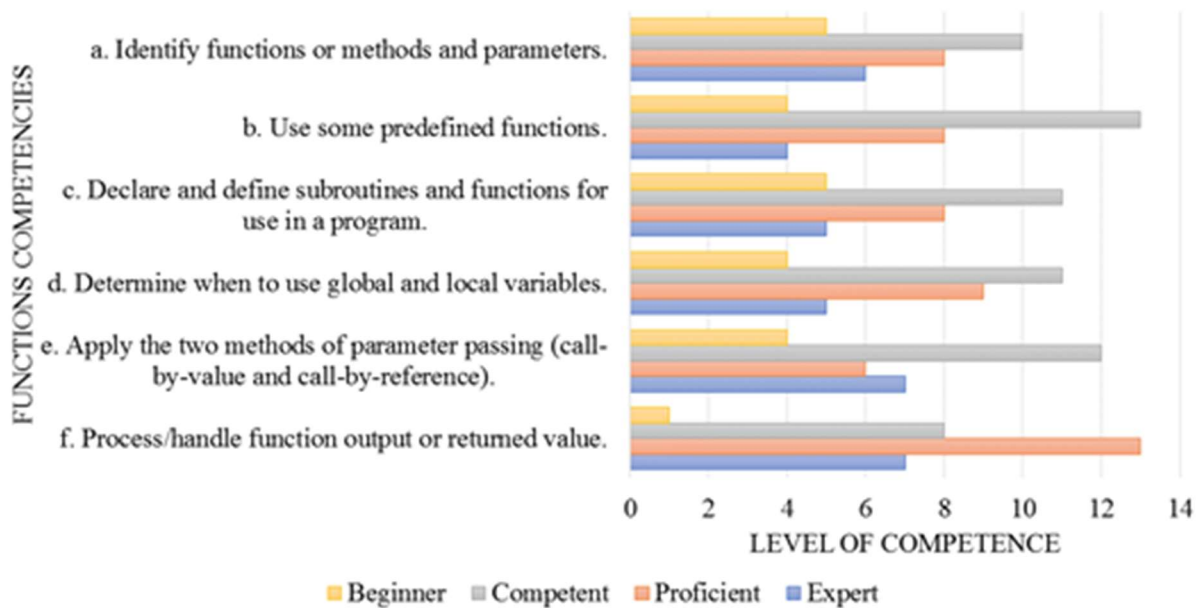 FUNCTIONS COMPETENCIES
a. Identify functions or methods and parameters.
b. Use some predefined functions.
c. Declare and define subroutines and functions for
use in a program.
d. Determine when to use global and local variables.
e. Apply the two methods of parameter passing (call-
by-value and call-by-reference).
f. Process/handle function output or returned value.
0 2 4 6 8 10 12 14
LEVEL OF COMPETENCE
Beginner Competent Proficient Expert